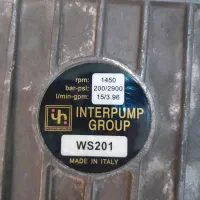 rpm: 1450
bar-psi: 200/2900
l/min-gpm: 15/3.96
INTERPUMP
GROUP
WS201
MADE IN ITALY